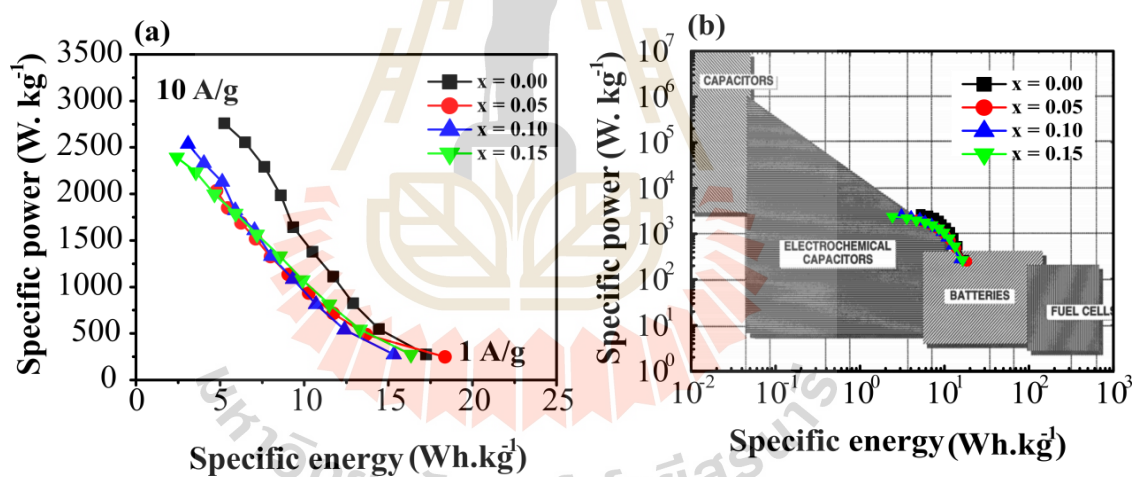 (a)
3500
3000
2500
2000
1500
1000
500
0
0 5 10 15 20 25
Specific power (W. kg-1)
Specific energy (Wh.kg-1)
10 A/g
1 A/g
x = 0.00
x = 0.05
x = 0.10
x = 0.15
(b)
10^7
10^6
10^5
10^4
10^3
10^2
10^1
10^0
10^-2 10^-1 10^0 10^1 10^2 10^3
Specific power (W. kg-1)
Specific energy (Wh.kg-1)
CAPACITORS
x = 0.00
x = 0.05
x = 0.10
x = 0.15
ELECTROCHEMICAL
CAPACITORS
BATTERIES
FUEL CELLS